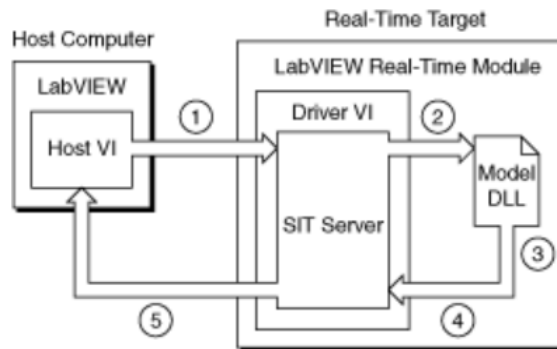 Real-Time Target
Host Computer
LabVIEW Real-Time Module
LabVIEW
Driver VI
1
2
Host VI
Model
DLL
SIT Server
3
5
4